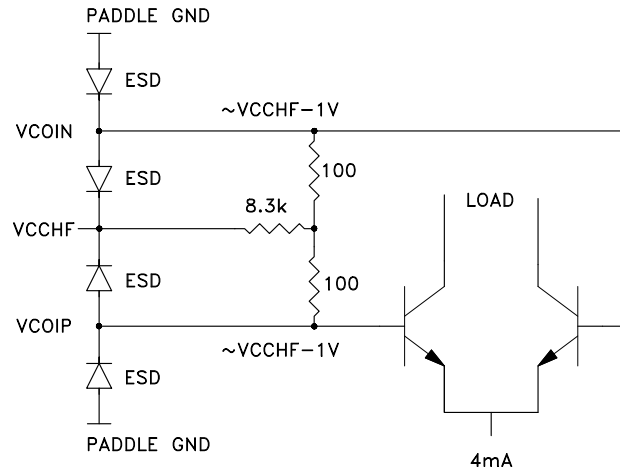 PADDLE GND
ESD
~VCCHF-1V
VCOIN
ESD
100
LOAD
8.3k
VCCHF
ESD
100
VCOIP
~VCCHF-1V
ESD
PADDLE GND
4mA